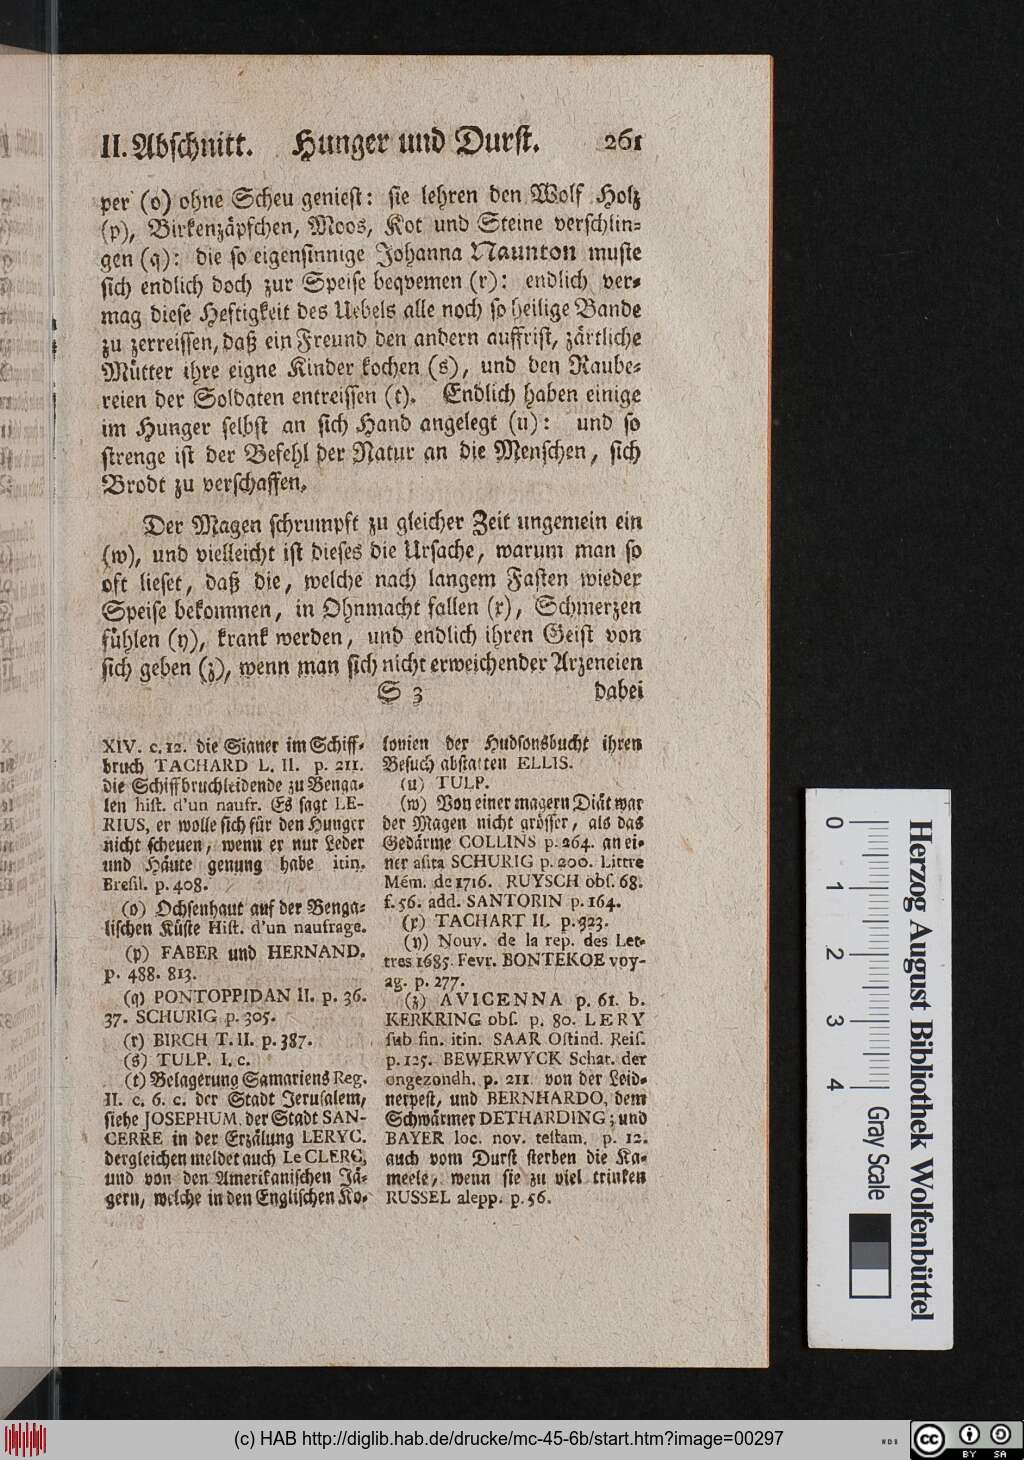 II. Abschnitt. Hunger und Durst. 261
per (o) ohne Scheu geniest: sie lehren den Wolf Holz
(p), Birkenzäpfchen, Moos, Kot und Steine verschlin-
gen (q): die so eigensinnige Johanna Naunton muste
sich endlich doch zur Speise beqvemen (r): endlich ver-
mag diese Heftigkeit des Uebels alle noch so heilige Bande
zu zerreissen, daß ein Freund den andern auffrist, zärtliche
Mütter ihre eigne Kinder kochen (s), und den Raube-
reien der Soldaten entreissen (t). Endlich haben einige
im Hunger selbst an sich Hand angelegt (u): und so
strenge ist der Befehl der Natur an die Menschen, sich
Brodt zu verschaffen.
Der Magen schrumpft zu gleicher Zeit ungemein ein
(w), und vielleicht ist dieses die Ursache, warum man so
oft lieset, daß die, welche nach langem Fasten wieder
Speise bekommen, in Ohnmacht fallen (x), Schmerzen
fühlen (y), krank werden, und endlich ihren Geist von
sich geben (z), wenn man sich nicht erweichender Arzeneien
S 3 dabei
XIV. c. 12. die Sianer im Schiff-
bruch TACHARD L. II. p. 211.
die Schiffbruchleidende zu Benga-
len hist. d'un naufr. Es sagt LE-
RIUS, er wolle sich für den Hunger
nicht scheuen, wenn er nur Leder
und Häute genung habe itin.
Bresil. p. 408.
(o) Ochsenhaut auf der Benga-
lischen Küste Hist. d'un naufrage.
(p) FABER und HERNAND.
p. 488. 813.
(q) PONTOPPIDAN II. p. 36.
37. SCHURIG p. 305.
(r) BIRCH T. II. p. 387.
(s) TULP. I. c.
(t) Belagerung Samariens Reg.
II. c. 6. c. der Stadt Jerusalem,
siehe JOSEPHUM. der Stadt SAN-
CERRE in der Erzälung LERYC.
dergleichen meldet auch Le CLERC,
und von den Amerikanischen Jä-
gern, welche in den Englischen Ko-
lonien der Hudsonsbucht ihren
Besuch abstatten ELLIS.
(u) TULP.
(w) Von einer magern Diät war
der Magen nicht grösser, als das
Gedärme COLLINS p. 264. an ei-
ner asita SCHURIG p. 200. Littre
Mém. de 1716. RUYSCH obs. 68.
f. 56. add. SANTORIN p. 164.
(x) TACHART II. p. 323.
(y) Nouv. de la rep. des Let-
tres 1685. Fevr. BONTEKOE voy-
ag. p. 277.
(z) AVICENNA p. 61. b.
KERKRING obs. p. 80. LERY
sub fin. itin. SAAR Ostind. Reis.
p. 125. BEWERWYCK Schat. der
ongezondh. p. 211. von der Leid-
nerpest, und BERNHARDO, dem
Schwärmer DETHARDING; und
BAYER loc. nov. testam. p. 12.
auch vom Durst sterben die Ka-
meele, wenn sie zu viel trinken
RUSSEL alepp. p. 56.
0 1 2 3 4
Gray Scale
Herzog August Bibliothek Wolfenbüttel
(c) HAB http://diglib.hab.de/drucke/mc-45-6b/start.htm?image=00297
cc BY SA